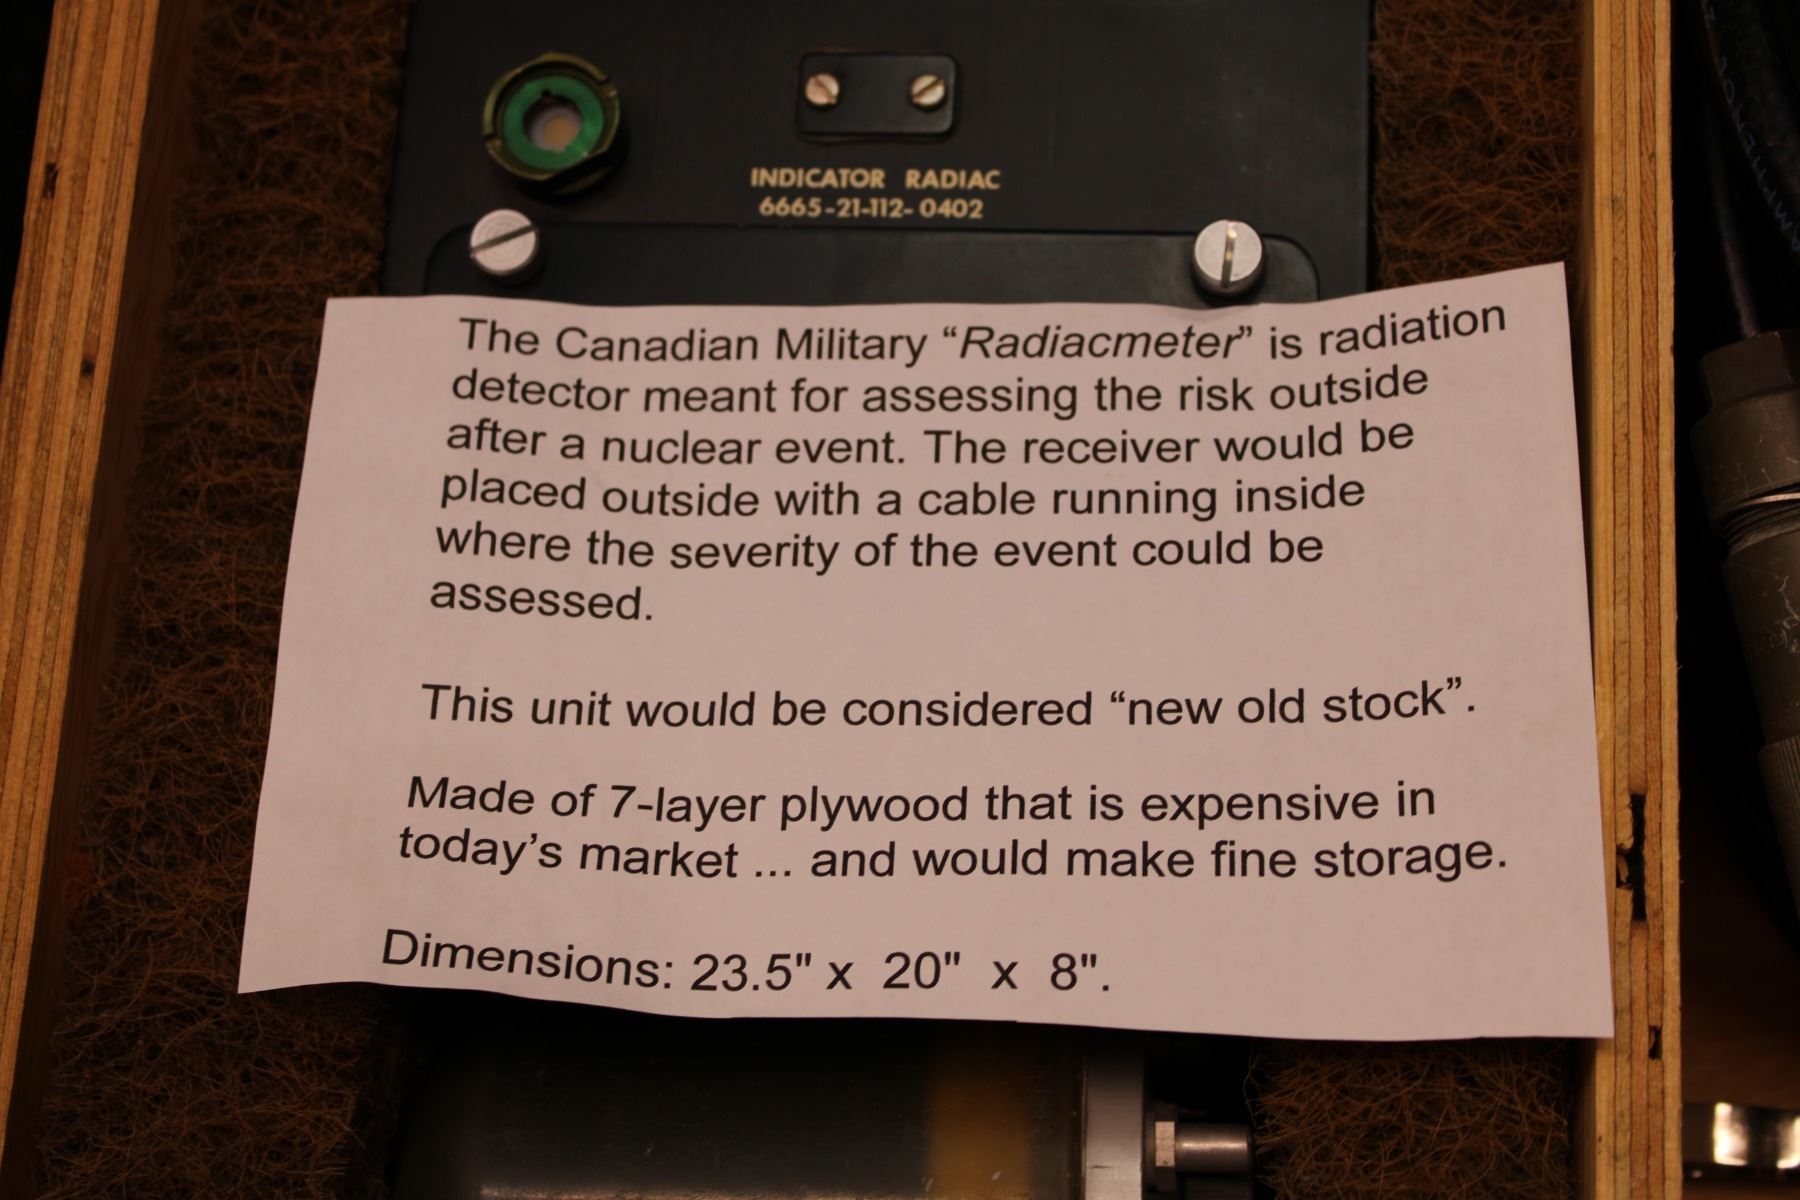 INDICATOR RADIAC
6665-21-112-0402
The Canadian Military “Radiacmeter” is radiation
detector meant for assessing the risk outside
after a nuclear event. The receiver would be
placed outside with a cable running inside
where the severity of the event could be
assessed.
This unit would be considered “new old stock”.
Made of 7-layer plywood that is expensive in
today’s market ... and would make fine storage.
Dimensions: 23.5" x 20" x 8".